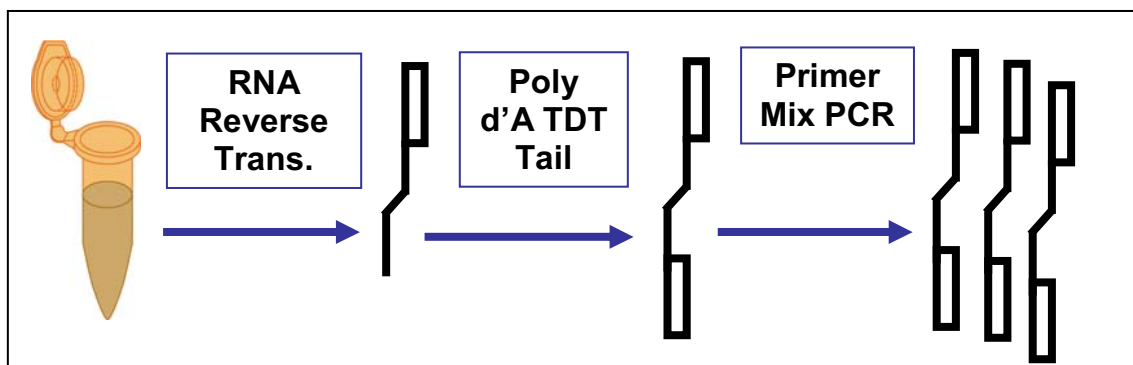 RNA
Reverse
Trans.
Poly
d'A TDT
Tail
Primer
Mix PCR